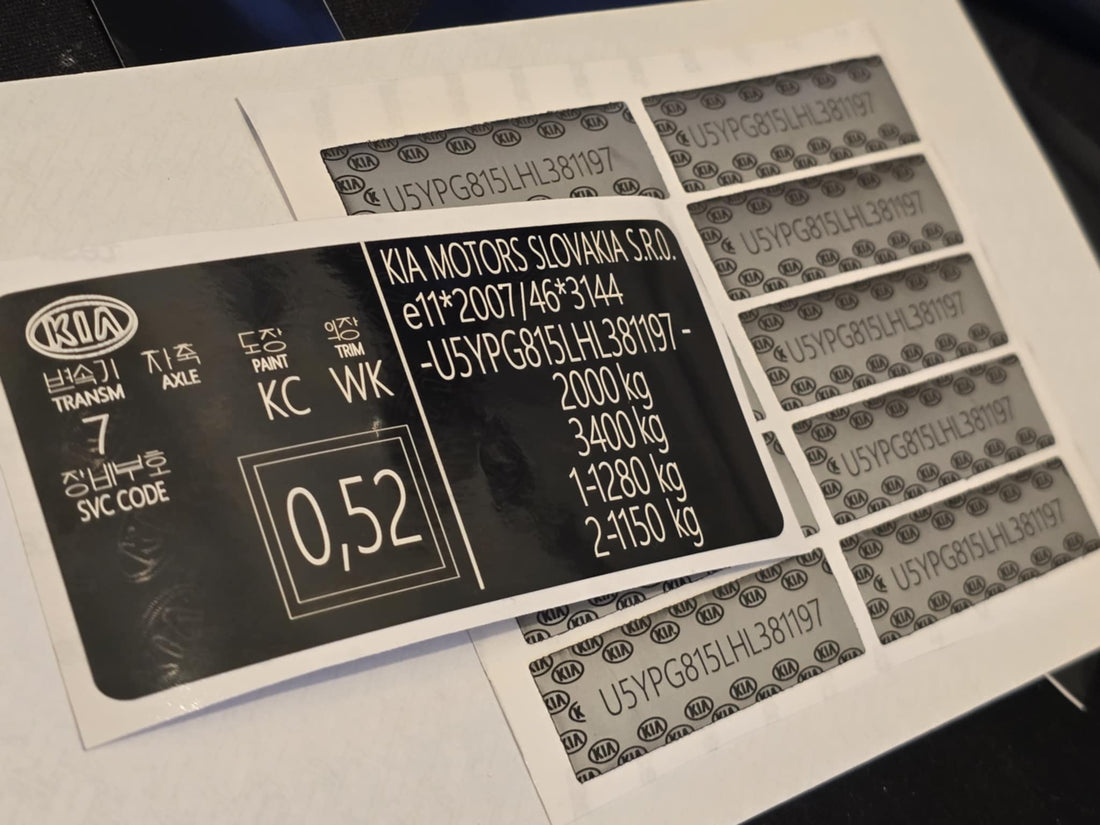 KIA
변속기
TRANSM
7
차축
AXLE
도장
PAINT
KC
의장
TRIM
WK
정비부호
SVC CODE
0,52
KIA MOTORS SLOVAKIA S.R.O.
e11*2007/46*3144
-U5YPG815LHL381197-
2000 kg
3400 kg
1-1280 kg
2-1150 kg
U5YPG815LHL381197
U5YPG815LHL381197
U5YPG815LHL381197
U5YPG815LHL381197
U5YPG815LHL381197
U5YPG815LHL381197
U5YPG815LHL381197